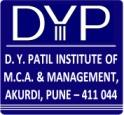 DYP
D. Y. PATIL INSTITUTE OF
M.C.A. & MANAGEMENT,
AKURDI, PUNE – 411 044